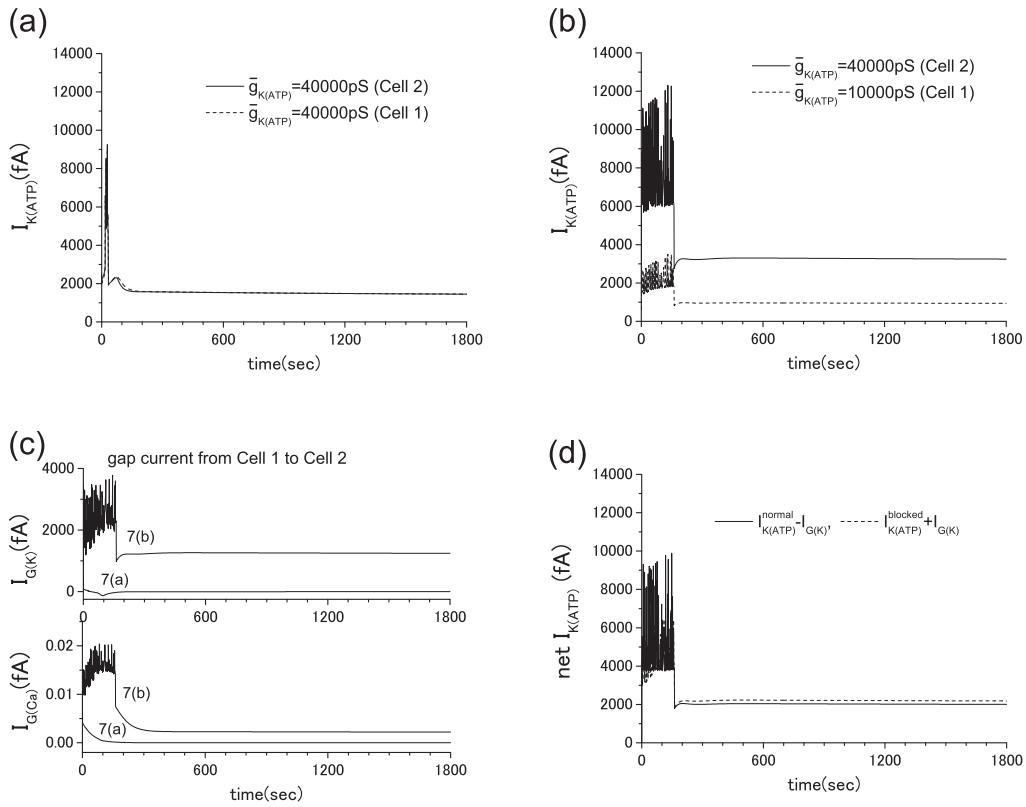 (a)
14000
12000
10000
8000
6000
4000
2000
0
I_K(ATP)(fA)
ḡ_K(ATP)=40000pS (Cell 2)
ḡ_K(ATP)=40000pS (Cell 1)
0 600 1200 1800
time(sec)
(b)
14000
12000
10000
8000
6000
4000
2000
0
I_K(ATP)(fA)
ḡ_K(ATP)=40000pS (Cell 2)
ḡ_K(ATP)=10000pS (Cell 1)
0 600 1200 1800
time(sec)
(c)
gap current from Cell 1 to Cell 2
4000
2000
0
I_G(K)(fA)
7(b)
7(a)
0 600 1200 1800
0.02
0.01
0.00
I_G(Ca)(fA)
7(b)
7(a)
0 600 1200 1800
time(sec)
(d)
14000
12000
10000
8000
6000
4000
2000
0
net I_K(ATP) (fA)
I^normal_K(ATP)-I_G(K), I^blocked_K(ATP)+I_G(K)
0 600 1200 1800
time(sec)